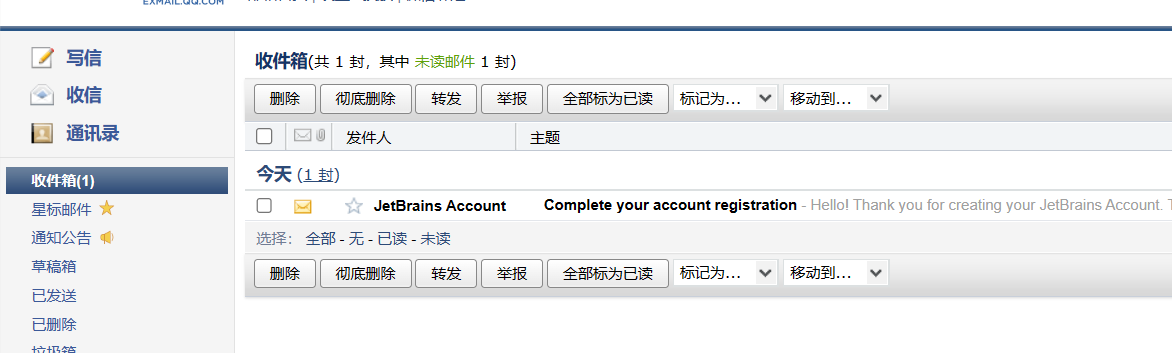 EXMAIL.QQ.COM
写信
收信
通讯录
收件箱(1)
星标邮件
通知公告
草稿箱
已发送
已删除
垃圾箱
收件箱(共 1 封，其中 未读邮件 1 封)
删除 彻底删除 转发 举报 全部标为已读 标记为... 移动到...
发件人 主题
今天 (1 封)
JetBrains Account Complete your account registration - Hello! Thank you for creating your JetBrains Account. T
选择： 全部 - 无 - 已读 - 未读
删除 彻底删除 转发 举报 全部标为已读 标记为... 移动到...